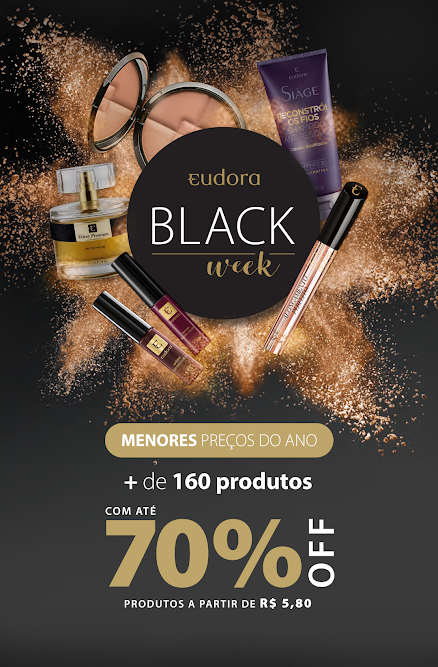 eudora
SIÀGE
RECONSTRÓI
OS FIOS
eudora
BLACK
week
MENORES PREÇOS DO ANO
+ de 160 produtos
COM ATÉ
70% OFF
PRODUTOS A PARTIR DE R$ 5,80